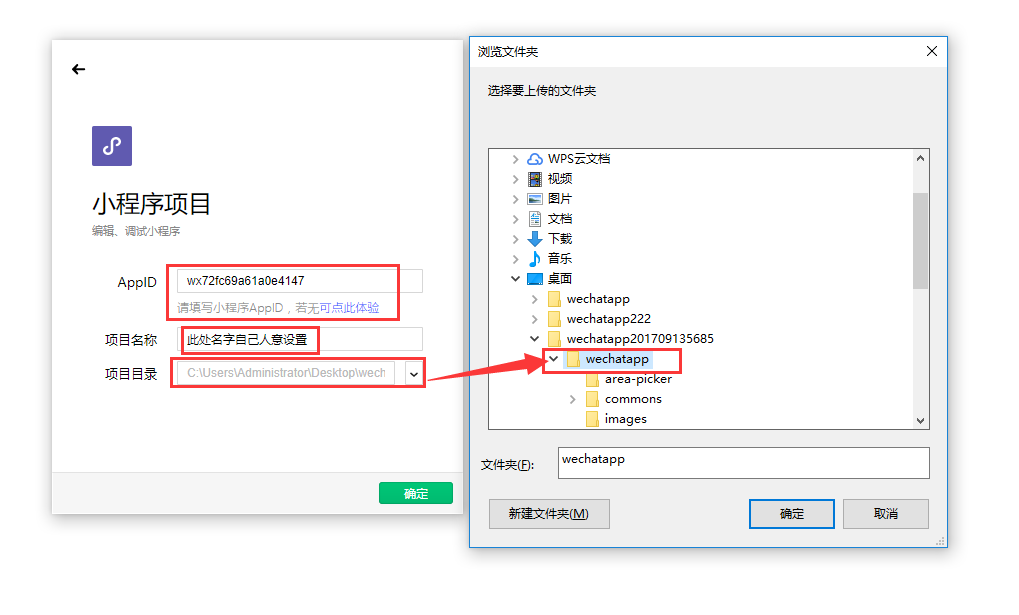 小程序项目
编辑、调试小程序
AppID
wx72fc69a61a0e4147
请填写小程序AppID，若无可点此体验
项目名称
此处名字自己人意设置
项目目录
C:\Users\Administrator\Desktop\wech
确定
浏览文件夹
选择要上传的文件夹
WPS云文档
视频
图片
文档
下载
音乐
桌面
wechatapp
wechatapp222
wechatapp201709135685
wechatapp
area-picker
commons
images
文件夹(F):
wechatapp
新建文件夹(M)
确定
取消